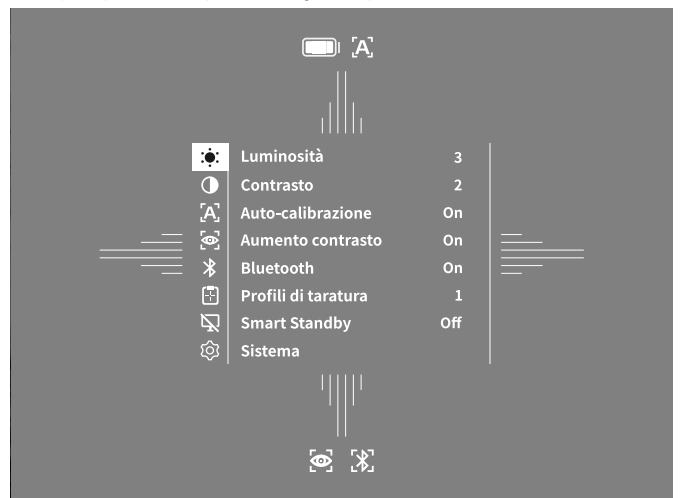 [A]
Luminosità 3
Contrasto 2
[A] Auto-calibrazione On
Aumento contrasto On
Bluetooth On
Profili di taratura 1
Smart Standby Off
Sistema